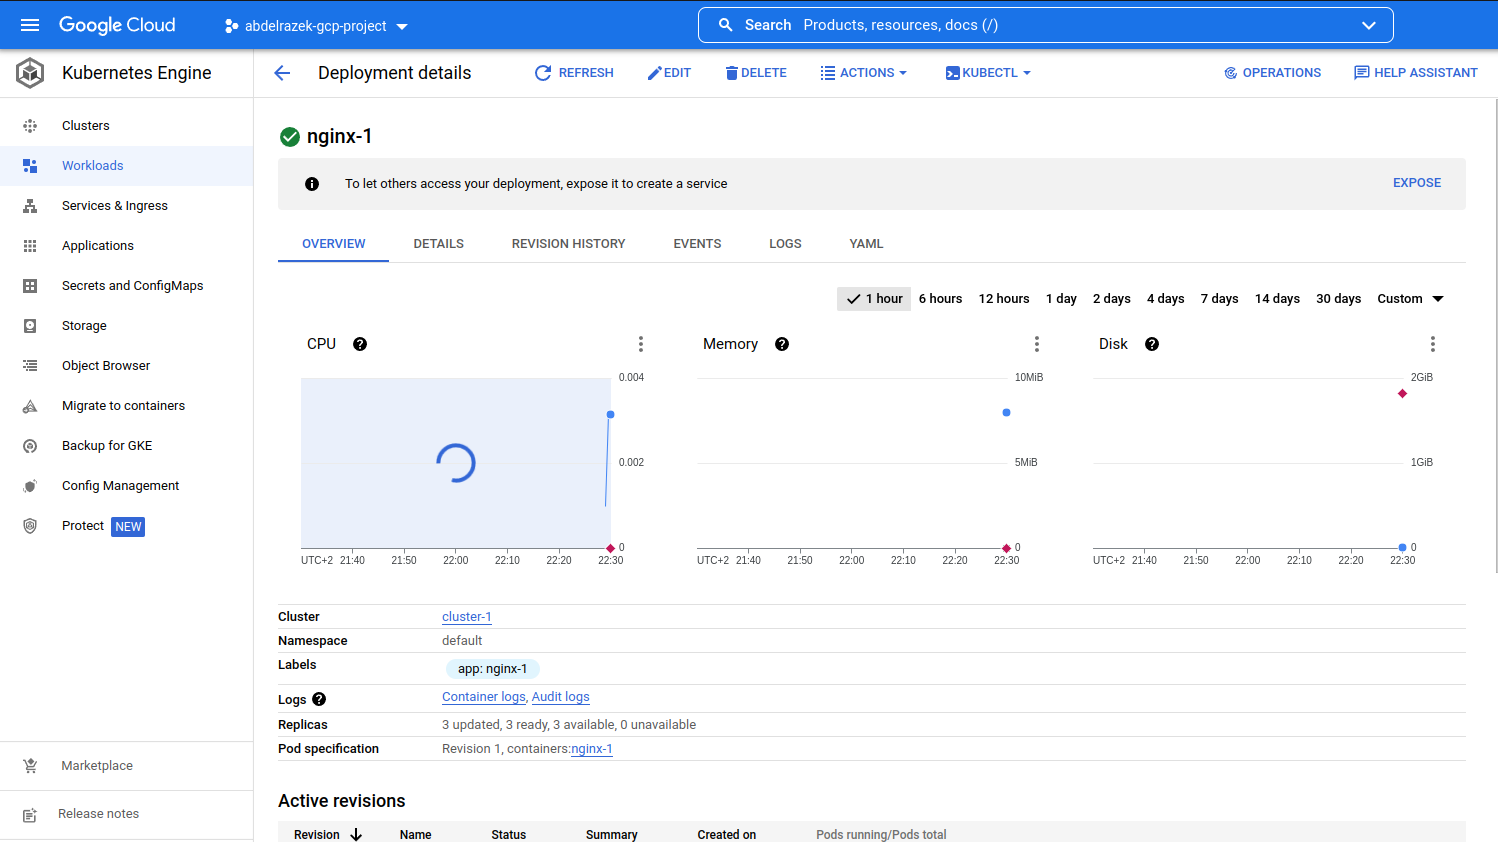 Google Cloud
abdelrazek-gcp-project
Search Products, resources, docs (/)
Kubernetes Engine
Deployment details
REFRESH
EDIT
DELETE
ACTIONS
KUBECTL
OPERATIONS
HELP ASSISTANT
Clusters
Workloads
Services & Ingress
Applications
Secrets and ConfigMaps
Storage
Object Browser
Migrate to containers
Backup for GKE
Config Management
Protect NEW
Marketplace
Release notes
nginx-1
To let others access your deployment, expose it to create a service
EXPOSE
OVERVIEW DETAILS REVISION HISTORY EVENTS LOGS YAML
1 hour 6 hours 12 hours 1 day 2 days 4 days 7 days 14 days 30 days Custom
CPU
0.004
0.002
0
UTC+2 21:40 21:50 22:00 22:10 22:20 22:30
Memory
10MiB
5MiB
0
UTC+2 21:40 21:50 22:00 22:10 22:20 22:30
Disk
2GiB
1GiB
0
UTC+2 21:40 21:50 22:00 22:10 22:20 22:30
Cluster cluster-1
Namespace default
Labels app: nginx-1
Logs Container logs, Audit logs
Replicas 3 updated, 3 ready, 3 available, 0 unavailable
Pod specification Revision 1, containers:nginx-1
Active revisions
Revision Name Status Summary Created on Pods running/Pods total